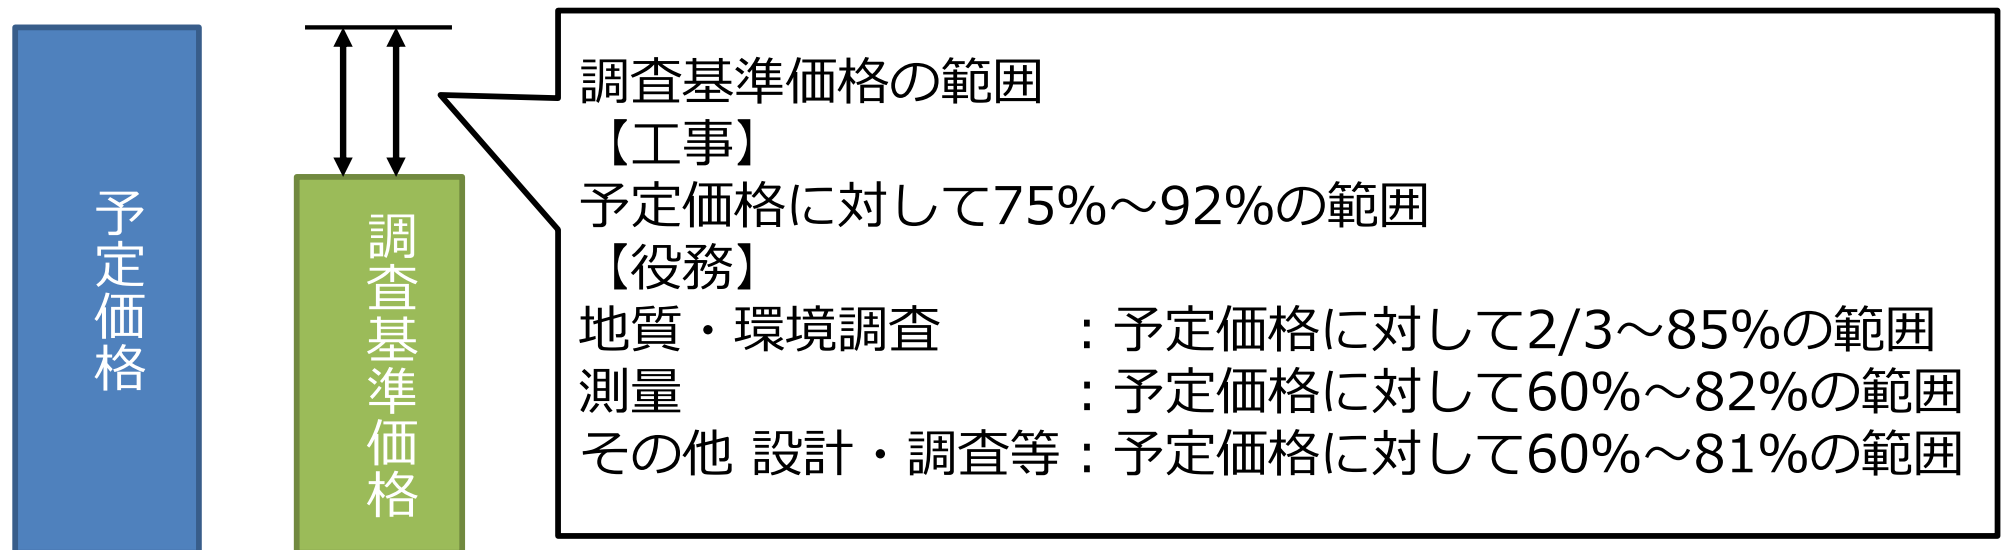 予定価格
調査基準価格
調査基準価格の範囲
【工事】
予定価格に対して75%～92%の範囲
【役務】
地質・環境調査　　　：予定価格に対して2/3～85%の範囲
測量　　　　　　　　：予定価格に対して60%～82%の範囲
その他 設計・調査等：予定価格に対して60%～81%の範囲